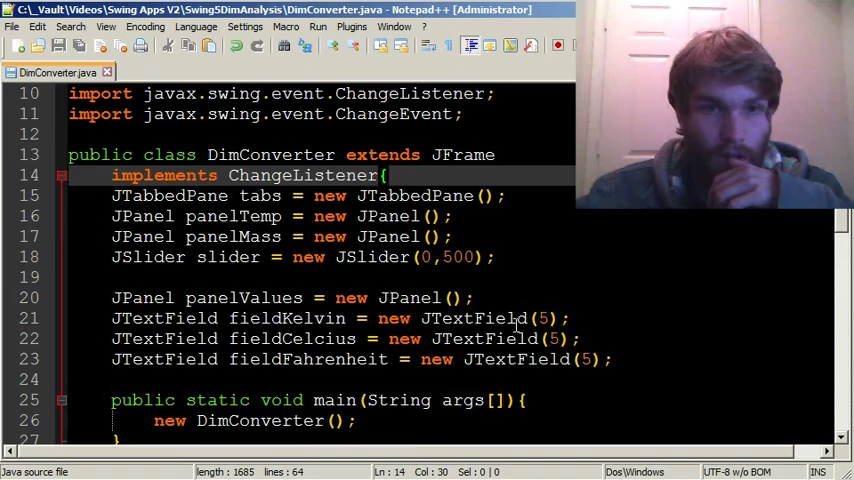 C:\_Vault\Videos\Swing Apps V2\Swing5DimAnalysis\DimConverter.java - Notepad++ [Administrator]
File Edit Search View Encoding Language Settings Macro Run Plugins Window ?
DimConverter.java
10 import javax.swing.event.ChangeListener;
11 import javax.swing.event.ChangeEvent;
12
13 public class DimConverter extends JFrame
14 implements ChangeListener{
15 JTabbedPane tabs = new JTabbedPane();
16 JPanel panelTemp = new JPanel();
17 JPanel panelMass = new JPanel();
18 JSlider slider = new JSlider(0,500);
19
20 JPanel panelValues = new JPanel();
21 JTextField fieldKelvin = new JTextField(5);
22 JTextField fieldCelcius = new JTextField(5);
23 JTextField fieldFahrenheit = new JTextField(5);
24
25 public static void main(String args[]){
26 new DimConverter();
27 }
Java source file length : 1685 lines : 64 Ln : 14 Col : 30 Sel : 0 | 0 Dos\Windows UTF-8 w/o BOM INS